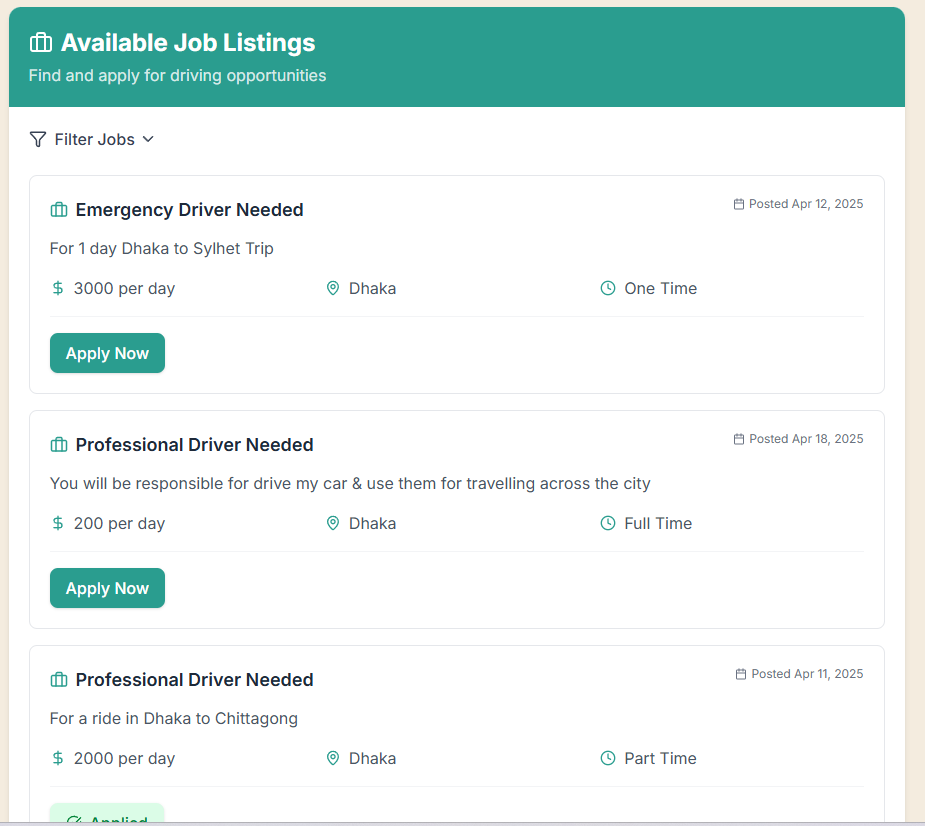 Available Job Listings
Find and apply for driving opportunities
Filter Jobs
Emergency Driver Needed
Posted Apr 12, 2025
For 1 day Dhaka to Sylhet Trip
$ 3000 per day
Dhaka
One Time
Apply Now
Professional Driver Needed
Posted Apr 18, 2025
You will be responsible for drive my car & use them for travelling across the city
$ 200 per day
Dhaka
Full Time
Apply Now
Professional Driver Needed
Posted Apr 11, 2025
For a ride in Dhaka to Chittagong
$ 2000 per day
Dhaka
Part Time
Applied